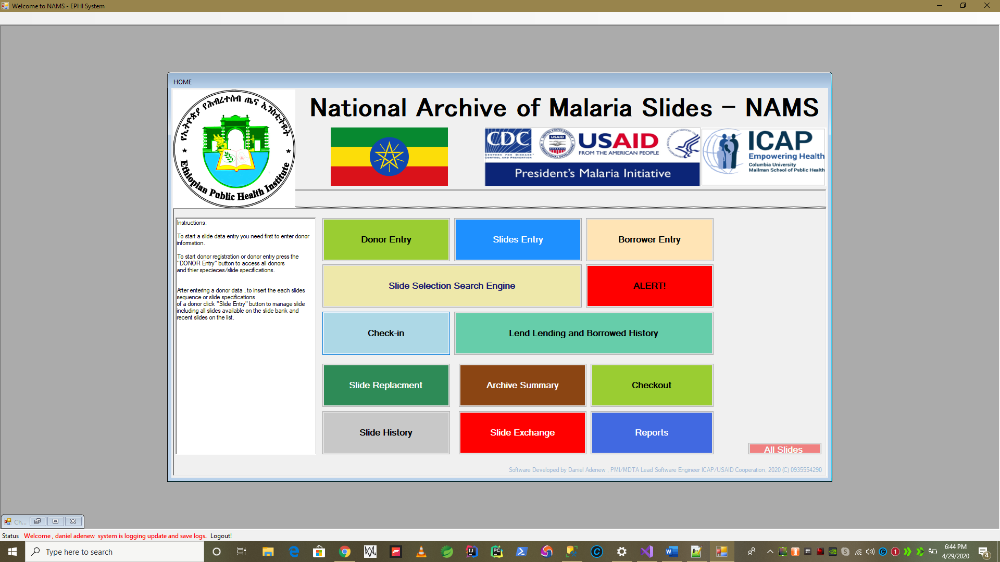 Welcome to NAMS - EPHI System
HOME
የኢትዮጵያ የሕብረተሰብ ጤና ኢንስቲትዩት
Ethiopian Public Health Institute
National Archive of Malaria Slides - NAMS
CDC
CENTERS FOR DISEASE
CONTROL AND PREVENTION
USAID
USAID
FROM THE AMERICAN PEOPLE
President's Malaria Initiative
ICAP
Empowering Health
Columbia University
Mailman School of Public Health
Instructions:
To start a slide data entry you need first to enter donor
information.
To start donor registration or donor entry press the
"DONOR Entry" button to access all donors
and thier specieces/slide specifications.
After entering a donor data , to insert the each slides
sequence or slide specifications
of a donor click "Slide Entry" button to manage slide
including all slides available on the slide bank and
recent slides on the list.
Donor Entry
Slides Entry
Borrower Entry
Slide Selection Search Engine
ALERT!
Check-in
Lend Lending and Borrowed History
Slide Replacment
Archive Summary
Checkout
Slide History
Slide Exchange
Reports
All Slides
Software Developed by Daniel Adenew , PMI/MDTA Lead Software Engineer ICAP/USAID Cooperation, 2020 (C) 0935554290
Ch...
Status Welcome , daniel adenew system is logging update and save logs. Logout!
Type here to search
6:44 PM
4/29/2020
4